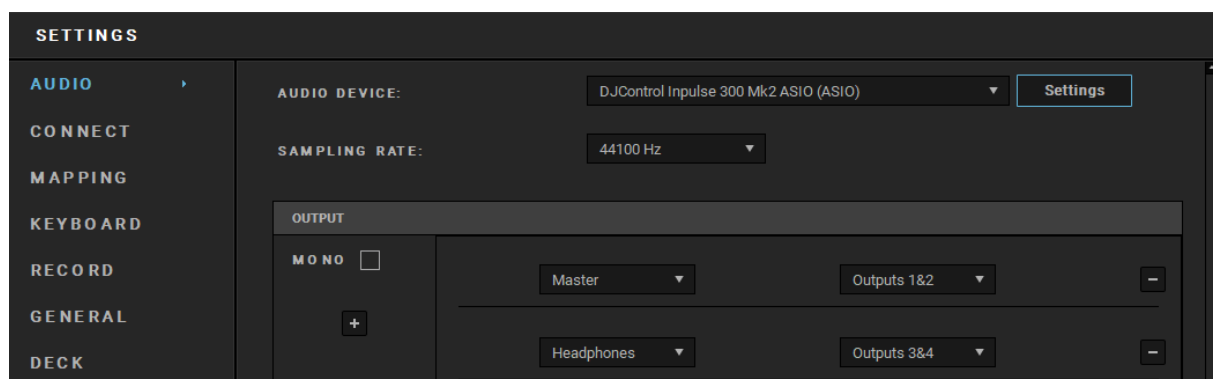 SETTINGS
AUDIO
CONNECT
MAPPING
KEYBOARD
RECORD
GENERAL
DECK
AUDIO DEVICE: DJControl Inpulse 300 Mk2 ASIO (ASIO) Settings
SAMPLING RATE: 44100 Hz
OUTPUT
MONO
Master Outputs 1&2
Headphones Outputs 3&4